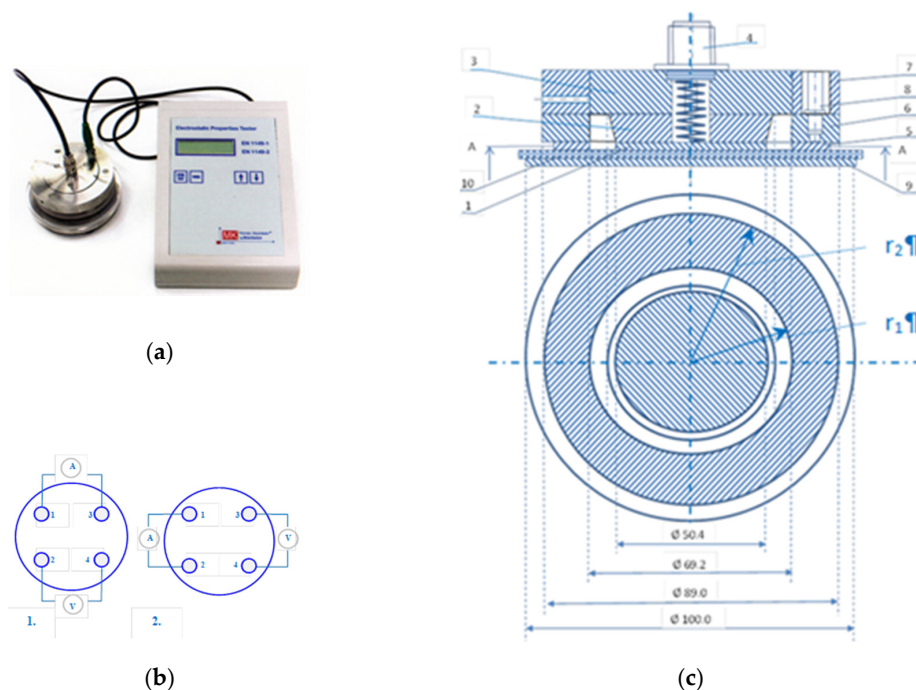 Electrostatic Properties Tester
EN 1149-1
EN 1149-2
MK
(a)
A
1
3
2
4
V
1.
1
3
A
V
2
4
2.
(b)
4
3
7
8
2
6
5
A
A
10
1
9
r₂¶
r₁¶
Ø 50.4
Ø 69.2
Ø 89.0
Ø 100.0
(c)